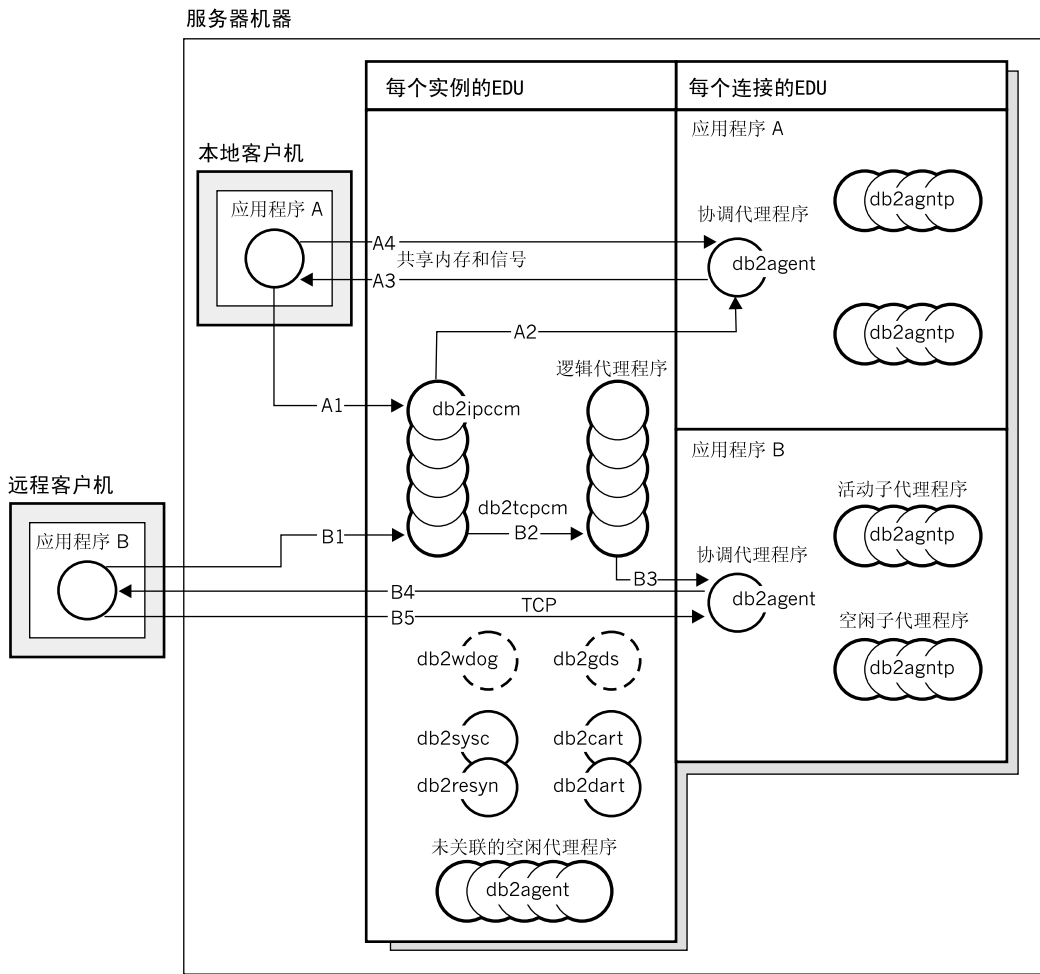 服务器机器
每个实例的EDU
每个连接的EDU
应用程序 A
本地客户机
应用程序 A
db2agntp
协调代理程序
A4
共享内存和信号
db2agent
A3
A2
db2agntp
逻辑代理程序
A1
db2ipccm
应用程序 B
远程客户机
活动子代理程序
db2tcpcm
应用程序 B
B1
B2
db2agntp
协调代理程序
B3
B4
db2agent
TCP
B5
空闲子代理程序
db2wdog
db2gds
db2agntp
db2sysc
db2cart
db2resyn
db2dart
未关联的空闲代理程序
db2agent